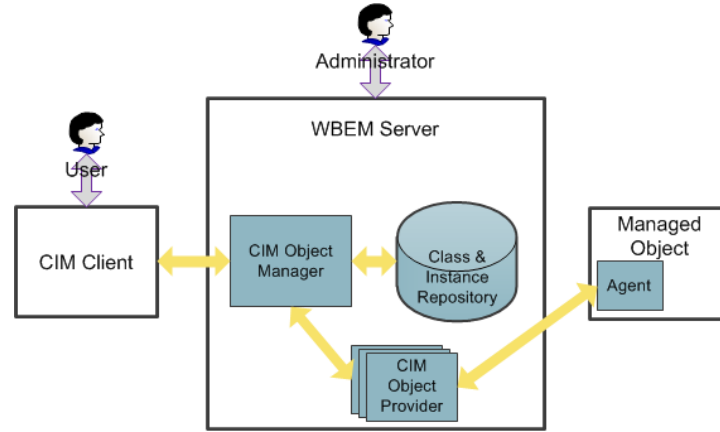 Administrator
WBEM Server
User
CIM Client
CIM Object
Manager
Class &
Instance
Repository
Managed
Object
Agent
CIM
Object
Provider